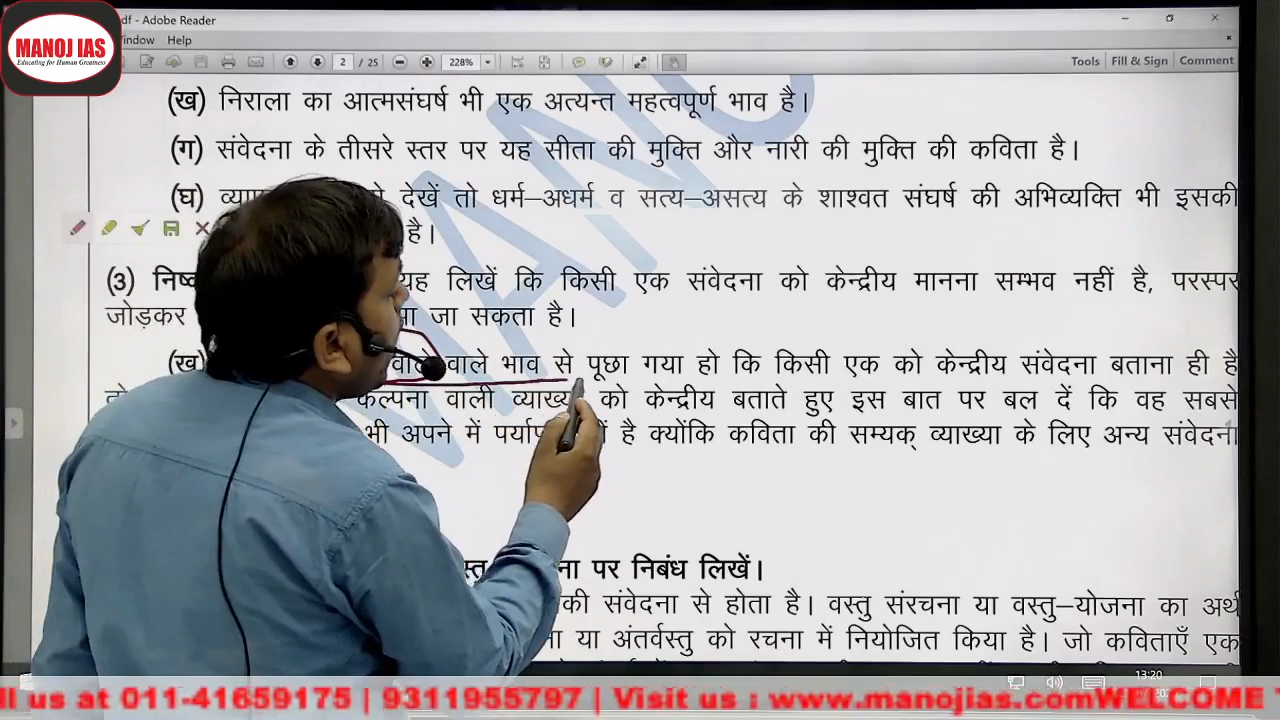 MANOJ IAS
Educating for Human Greatness
df - Adobe Reader
indow Help
2 / 25
228%
Tools Fill & Sign Comment
(ख) निराला का आत्मसंघर्ष भी एक अत्यन्त महत्वपूर्ण भाव है।
(ग) संवेदना के तीसरे स्तर पर यह सीता की मुक्ति और नारी की मुक्ति की कविता है।
(घ) देखें तो धर्म–अधर्म व सत्य–असत्य के शाश्वत संघर्ष की अभिव्यक्ति भी इसकी
है।
(3) यह लिखें कि किसी एक संवेदना को केन्द्रीय मानना सम्भव नहीं है, परस्पर
जोड़कर जा सकता है।
(ख) वाले वाले भाव से पूछा गया हो कि किसी एक को केन्द्रीय संवेदना बताना ही है
कल्पना वाली व्याख्या को केन्द्रीय बताते हुए इस बात पर बल दें कि वह सबसे
भी अपने में है क्योंकि कविता की सम्यक् व्याख्या के लिए अन्य संवेदना
पर निबंध लिखें।
की संवेदना से होता है। वस्तु संरचना या वस्तु–योजना का अर्थ
या अंतर्वस्तु को रचना में नियोजित किया है। जो कविताएँ एक
MANO
13:20
ll us at 011-41659175 | 9311955797 | Visit us : www.manojias.comWELCOME